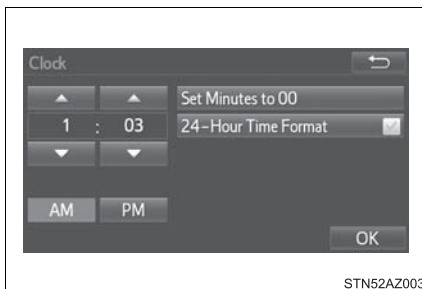 Clock
Set Minutes to 00
1 : 03
24-Hour Time Format
AM PM
OK
STN52AZ003